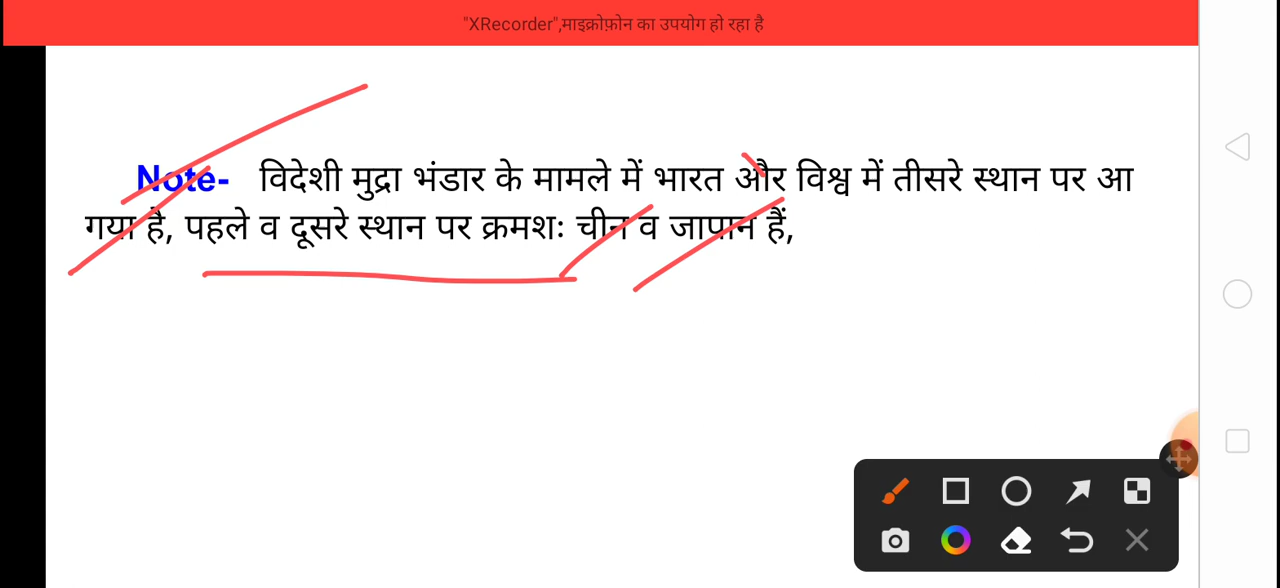 "XRecorder",माइक्रोफ़ोन का उपयोग हो रहा है
Note- विदेशी मुद्रा भंडार के मामले में भारत और विश्व में तीसरे स्थान पर आ
गया है, पहले व दूसरे स्थान पर क्रमशः चीन व जापान हैं,